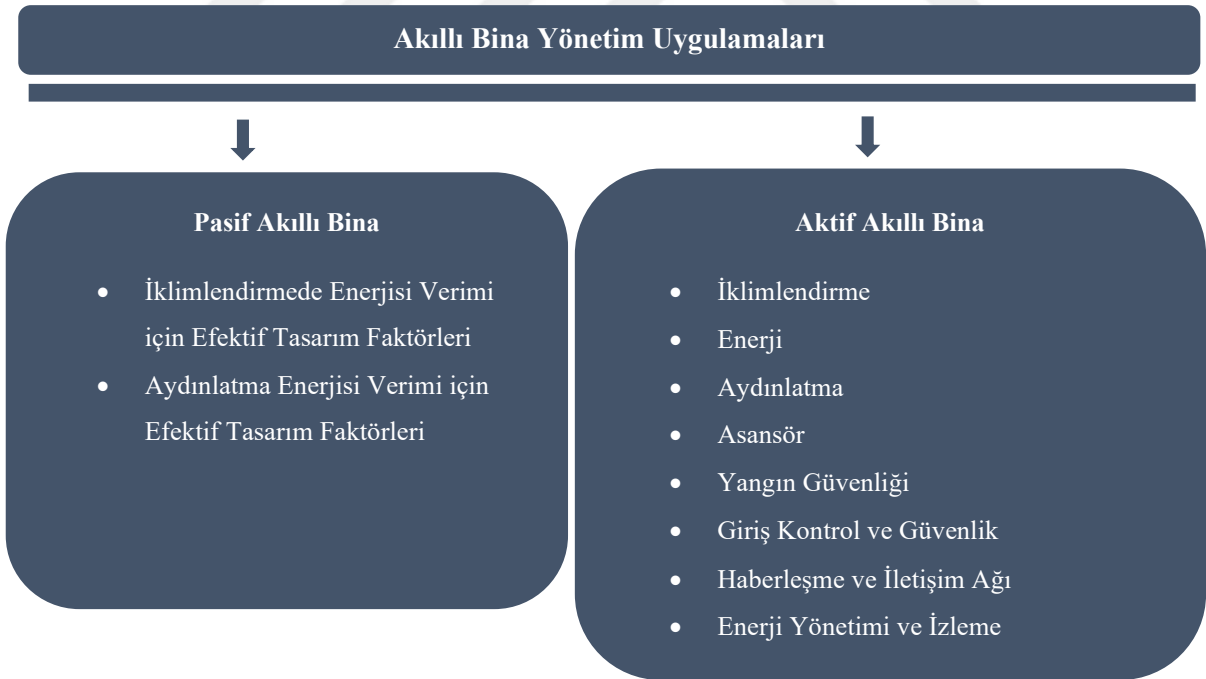 Akıllı Bina Yönetim Uygulamaları
Pasif Akıllı Bina
• İklimlendirmede Enerjisi Verimi
için Efektif Tasarım Faktörleri
• Aydınlatma Enerjisi Verimi için
Efektif Tasarım Faktörleri
Aktif Akıllı Bina
• İklimlendirme
• Enerji
• Aydınlatma
• Asansör
• Yangın Güvenliği
• Giriş Kontrol ve Güvenlik
• Haberleşme ve İletişim Ağı
• Enerji Yönetimi ve İzleme